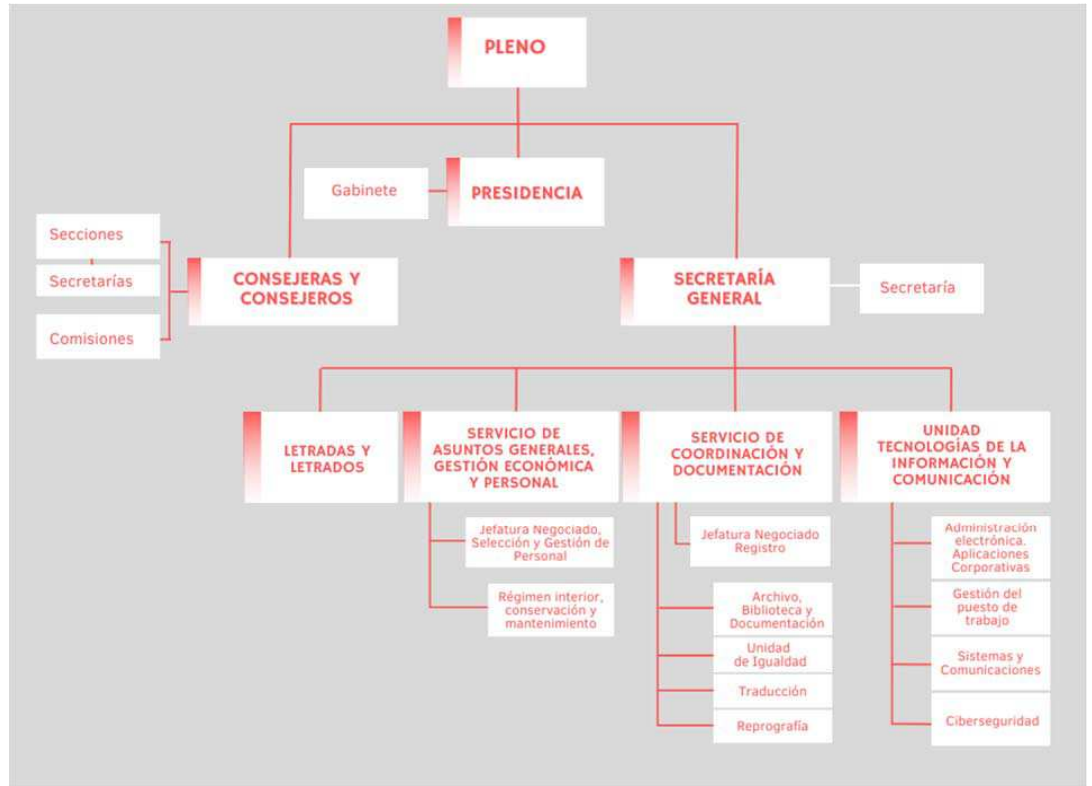 PLENO
Gabinete
PRESIDENCIA
Secciones
Secretarías
Comisiones
CONSEJERAS Y
CONSEJEROS
SECRETARÍA
GENERAL
Secretaría
LETRADAS Y
LETRADOS
SERVICIO DE
ASUNTOS GENERALES,
GESTIÓN ECONÓMICA
Y PERSONAL
SERVICIO DE
COORDINACIÓN Y
DOCUMENTACIÓN
UNIDAD
TECNOLOGÍAS DE LA
INFORMACIÓN Y
COMUNICACIÓN
Jefatura Negociado,
Selección y Gestión de
Personal
Régimen interior,
conservación y
mantenimiento
Jefatura Negociado
Registro
Archivo,
Biblioteca y
Documentación
Unidad
de Igualdad
Traducción
Reprografía
Administración
electrónica.
Aplicaciones
Corporativas
Gestión del
puesto de
trabajo
Sistemas y
Comunicaciones
Ciberseguridad